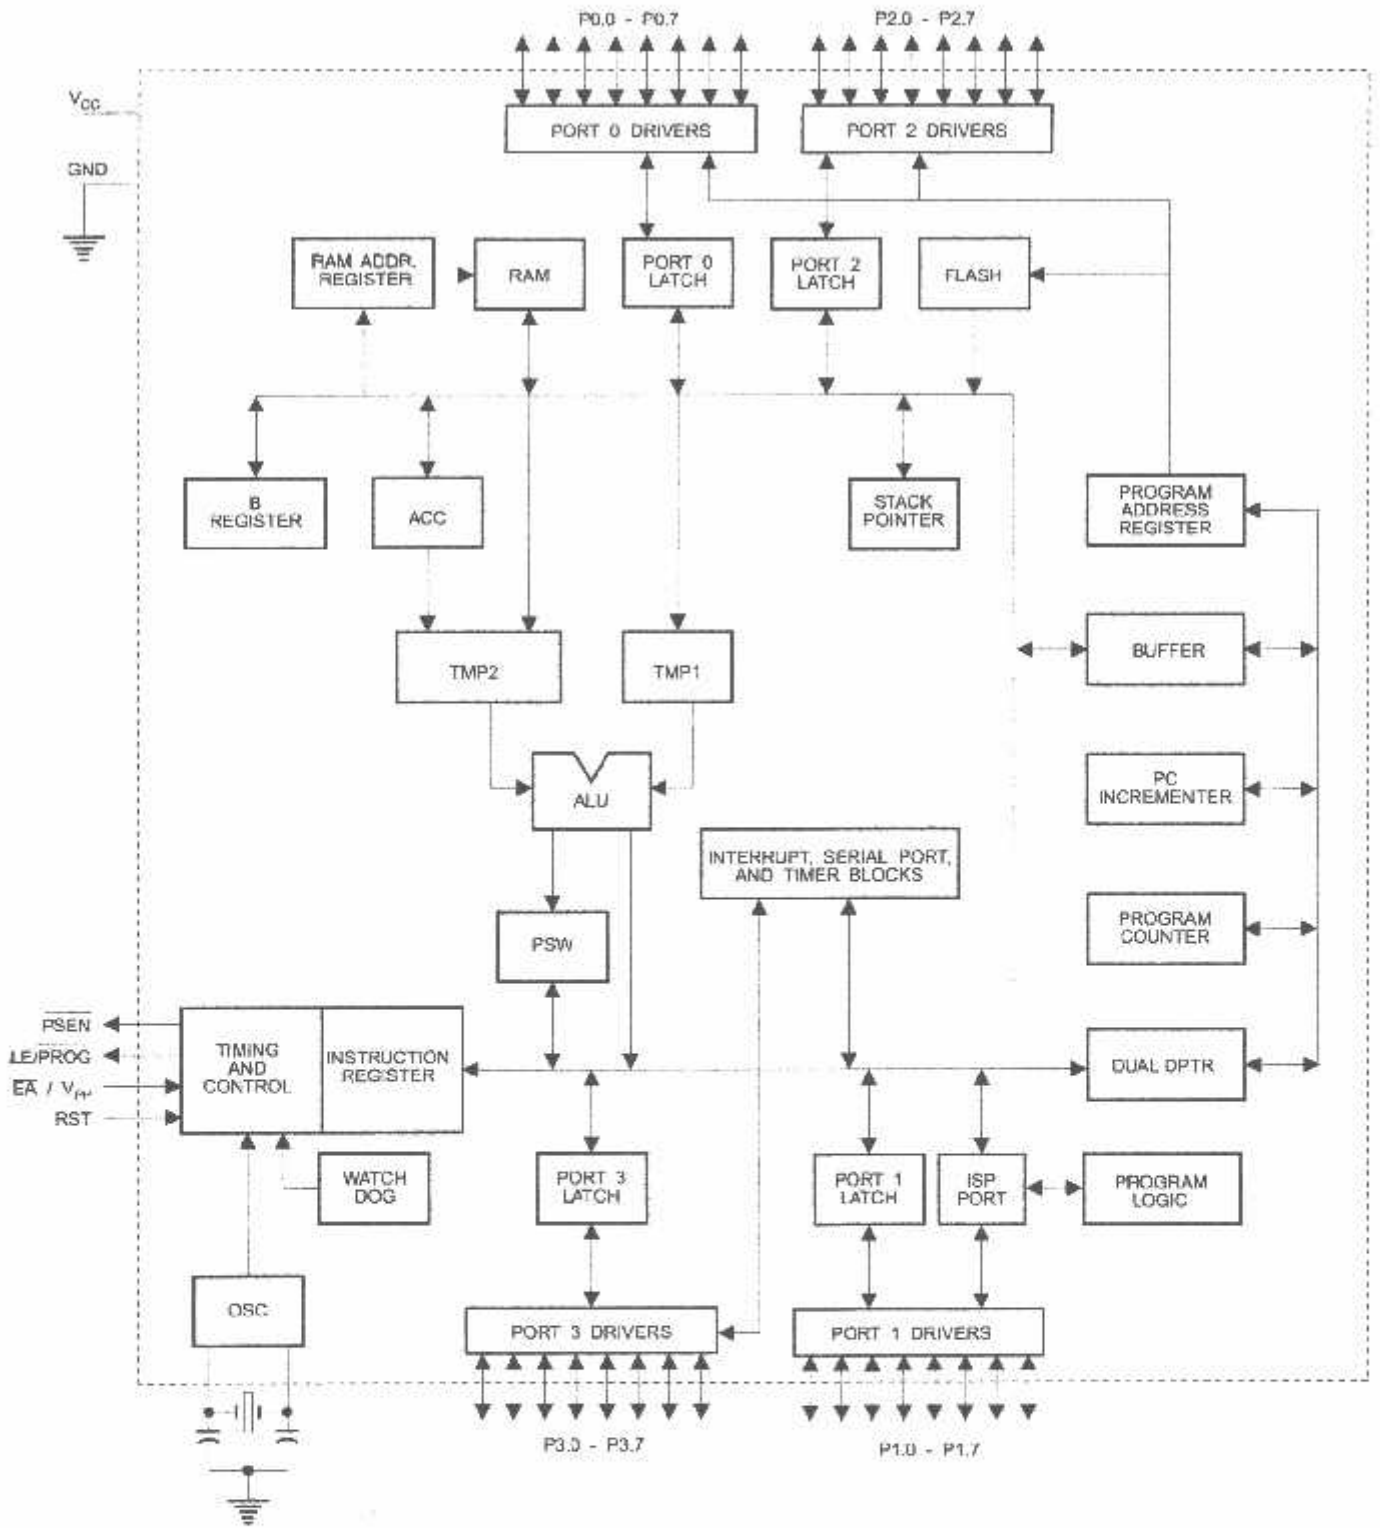 P0.0 - P0.7
P2.0 - P2.7
VCC
PORT 0 DRIVERS
PORT 2 DRIVERS
GND
RAM ADDR.
REGISTER
RAM
PORT 0
LATCH
PORT 2
LATCH
FLASH
B
REGISTER
ACC
STACK
POINTER
PROGRAM
ADDRESS
REGISTER
TMP2
TMP1
BUFFER
ALU
PC
INCREMENTER
INTERRUPT, SERIAL PORT,
AND TIMER BLOCKS
PSW
PROGRAM
COUNTER
PSEN
LE/PROG
EA / VPP
RST
TIMING
AND
CONTROL
INSTRUCTION
REGISTER
DUAL DPTR
WATCH
DOG
PORT 3
LATCH
PORT 1
LATCH
ISP
PORT
PROGRAM
LOGIC
OSC
PORT 3 DRIVERS
PORT 1 DRIVERS
P3.0 - P3.7
P1.0 - P1.7